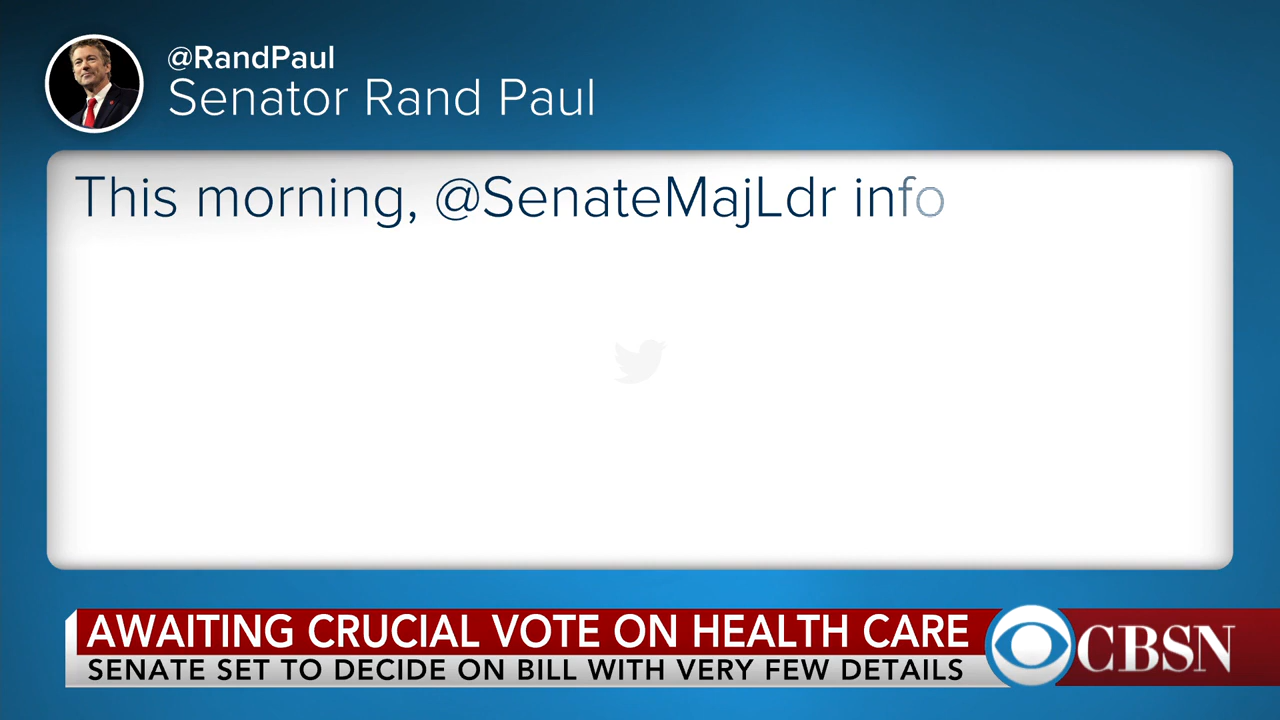 @RandPaul
Senator Rand Paul
This morning, @SenateMajLdr info
AWAITING CRUCIAL VOTE ON HEALTH CARE
SENATE SET TO DECIDE ON BILL WITH VERY FEW DETAILS
CBSN